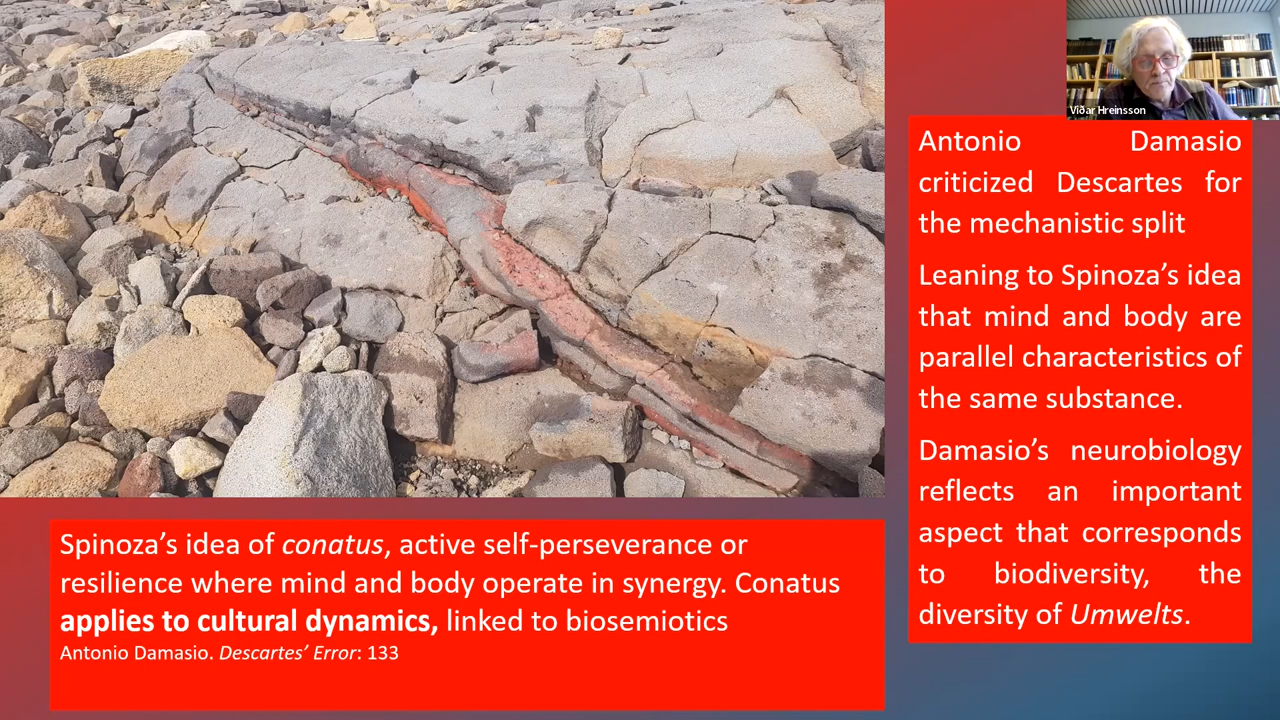 Viðar Hreinsson
Antonio Damasio
criticized Descartes for
the mechanistic split
Leaning to Spinoza’s idea
that mind and body are
parallel characteristics of
the same substance.
Damasio’s neurobiology
reflects an important
aspect that corresponds
to biodiversity, the
diversity of Umwelts.
Spinoza’s idea of conatus, active self-perseverance or
resilience where mind and body operate in synergy. Conatus
applies to cultural dynamics, linked to biosemiotics
Antonio Damasio. Descartes’ Error: 133